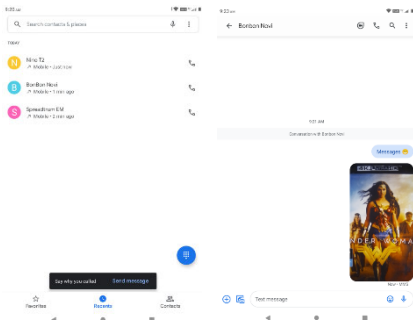 Search contacts & places
TODAY
N
Nino T2
Mobile • Just now
B
BonBon Novi
Mobile • 1 min ago
S
Spreadtrum EM
Mobile • 2 min ago
Say why you called
Send message
Favorites
Recents
Contacts
Bonbon Novi
Conversation with Bonbon Novi
Messages
WONDER WOMAN
Now • MMS
Text message